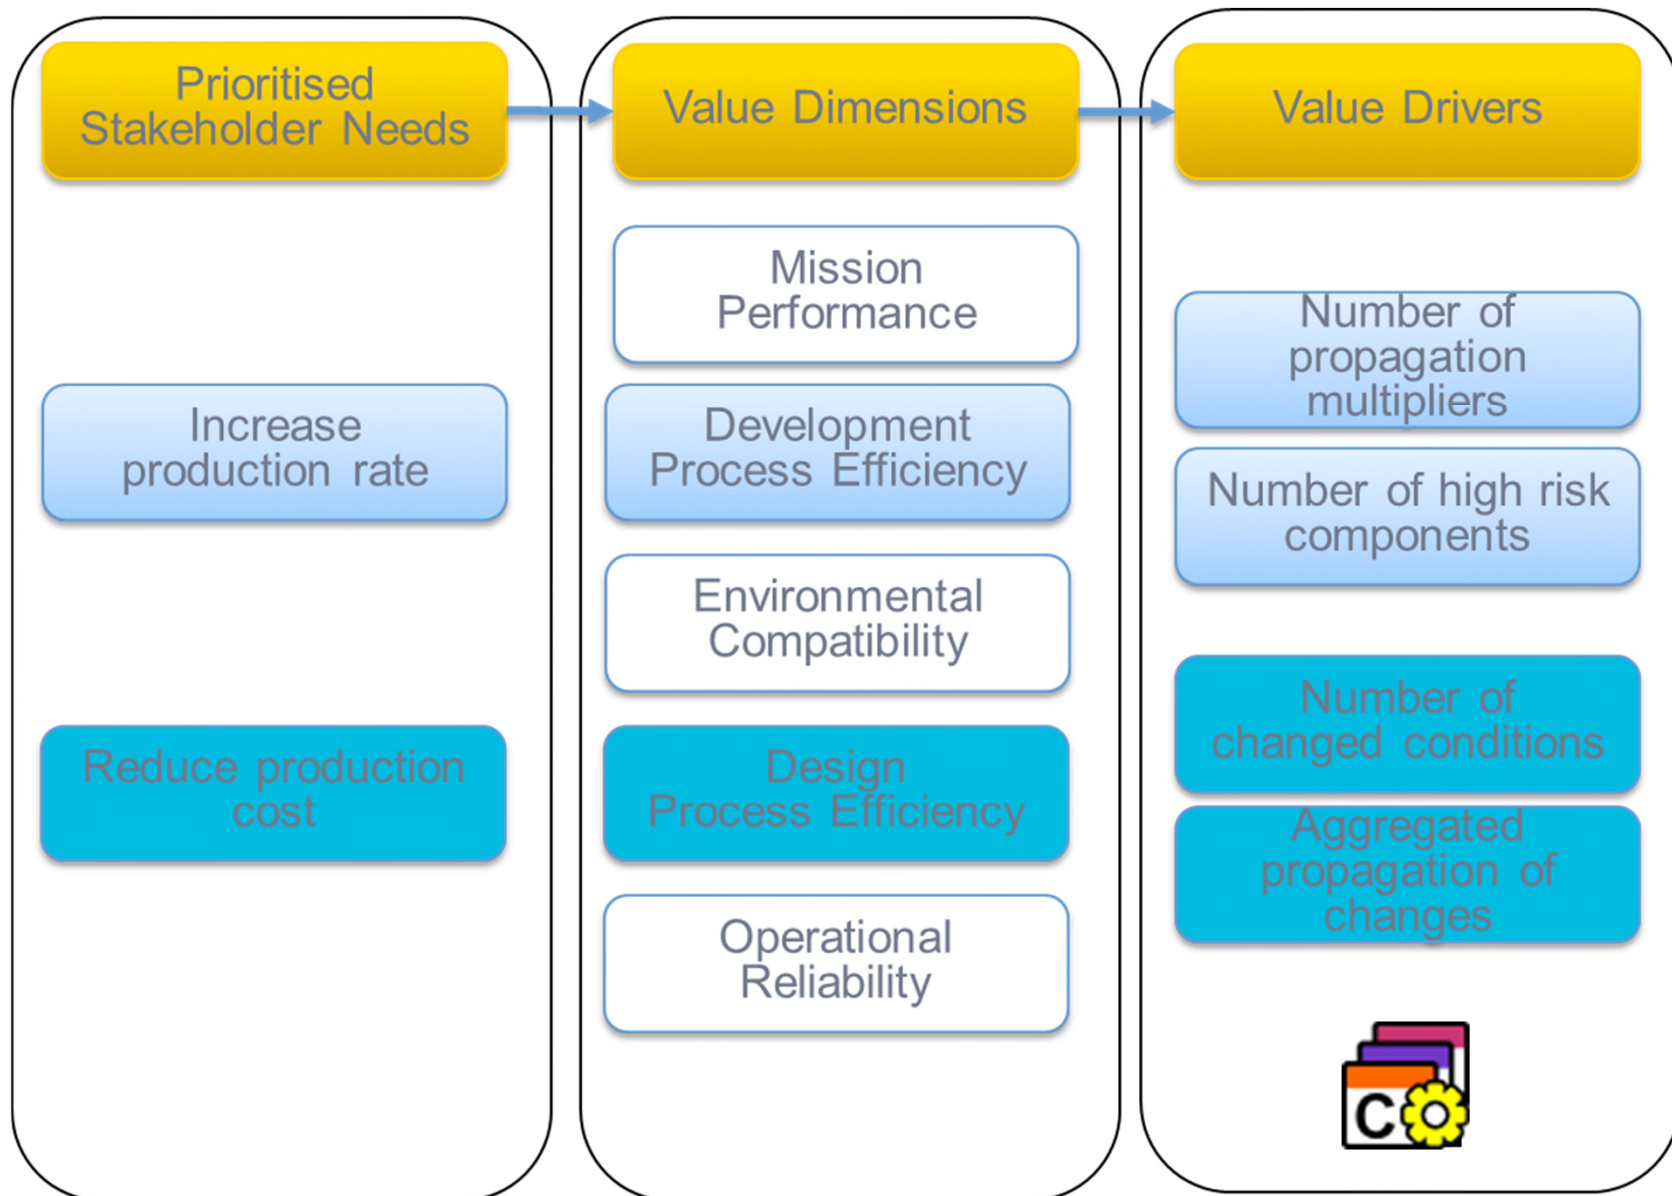 Prioritised
Stakeholder Needs
Increase
production rate
Reduce production
cost
Value Dimensions
Mission
Performance
Development
Process Efficiency
Environmental
Compatibility
Design
Process Efficiency
Operational
Reliability
Value Drivers
Number of
propagation
multipliers
Number of high risk
components
Number of
changed conditions
Aggregated
propagation of
changes
C